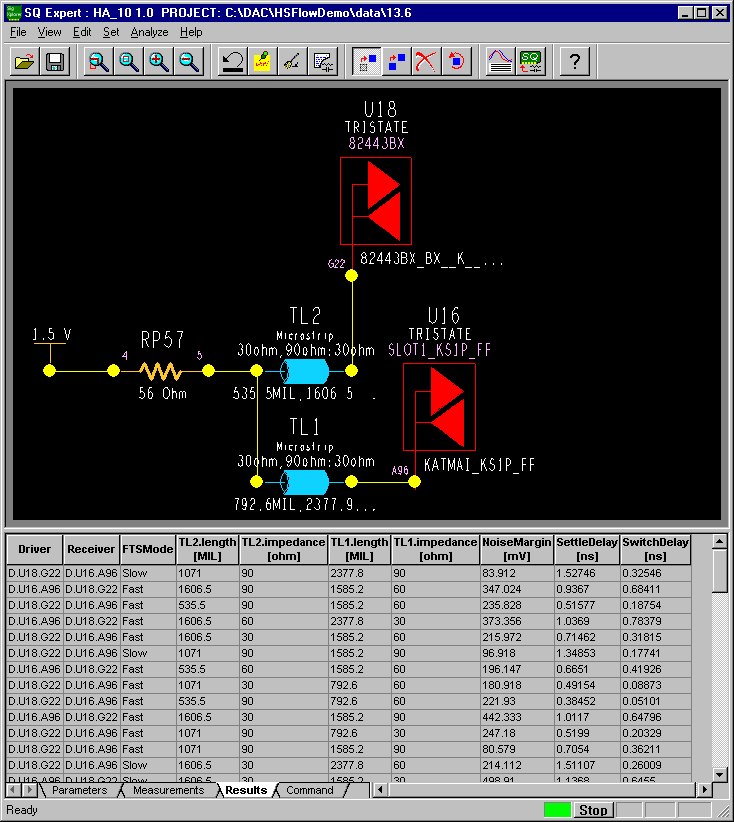 SQ Expert : HA_10 1.0 PROJECT: C:\DAC\HSFlowDemo\data\13.6
File View Edit Set Analyze Help
SQ
?
U18
TRISTATE
82443BX
G22
82443BX_BX__K__...
1.5 V
RP57
4
5
56 Ohm
TL2
Microstrip
30ohm,90ohm:30ohm
535.5MIL,1606 5 .
U16
TRISTATE
SLOT1_KS1P_FF
TL1
Microstrip
30ohm,90ohm:30ohm
792.6MIL,2377.9...
A96
KATMAI_KS1P_FF
Driver Receiver FTSMode TL2.length [MIL] TL2.impedance [ohm] TL1.length [MIL] TL1.impedance [ohm] NoiseMargin [mV] SettleDelay [ns] SwitchDelay [ns]
D.U18.G22 D.U16.A96 Slow 1071 90 2377.8 90 83.912 1.52746 0.32546
D.U16.A96 D.U18.G22 Fast 1606.5 90 1585.2 60 347.024 0.9367 0.68411
D.U18.G22 D.U16.A96 Fast 535.5 90 1585.2 60 235.828 0.51577 0.18754
D.U16.A96 D.U18.G22 Fast 1606.5 60 2377.8 30 373.356 1.0369 0.78379
D.U18.G22 D.U16.A96 Fast 1606.5 30 1585.2 60 215.972 0.71462 0.31815
D.U18.G22 D.U16.A96 Slow 1071 90 1585.2 90 96.918 1.34853 0.17741
D.U16.A96 D.U18.G22 Fast 535.5 60 1585.2 60 196.147 0.6651 0.41926
D.U18.G22 D.U16.A96 Fast 1071 30 792.6 60 180.918 0.49154 0.08873
D.U18.G22 D.U16.A96 Fast 535.5 90 792.6 60 221.93 0.38452 0.05101
D.U16.A96 D.U18.G22 Fast 1606.5 30 1585.2 90 442.333 1.0117 0.64796
D.U18.G22 D.U16.A96 Fast 1071 90 792.6 30 247.18 0.5199 0.20329
D.U18.G22 D.U16.A96 Fast 1071 90 1585.2 90 80.579 0.7054 0.36211
D.U18.G22 D.U16.A96 Slow 1606.5 30 2377.8 60 214.112 1.51107 0.26009
D.U16.A96 D.U18.G22 Fast 1606.5 30 1585.2 30 498.91 1.1368 0.6455
Parameters Measurements Results Command
Ready Stop